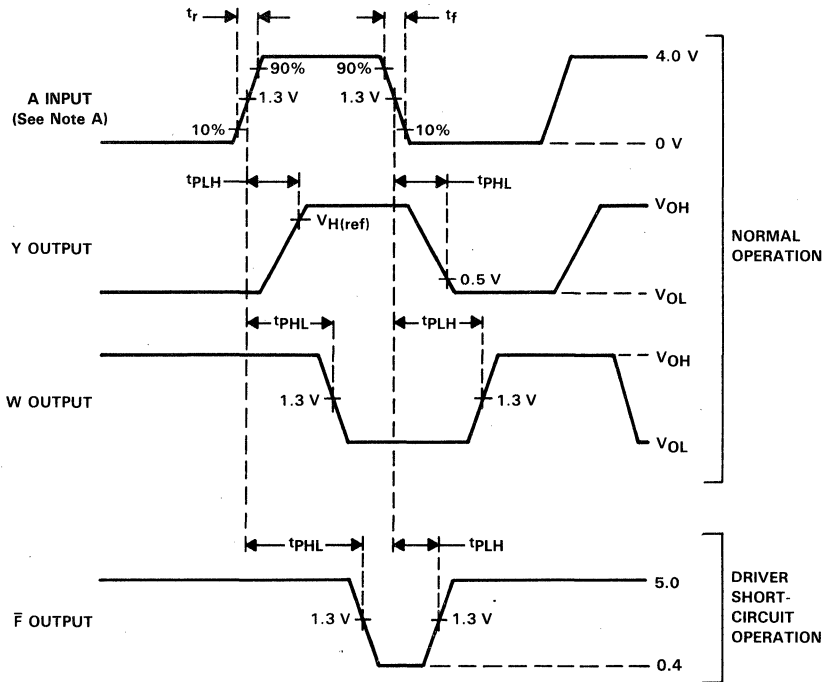 tr
tf
90%
90%
4.0 V
A INPUT
(See Note A)
1.3 V
1.3 V
10%
10%
0 V
tPLH
tPHL
VOH
VH(ref)
Y OUTPUT
0.5 V
VOL
NORMAL
OPERATION
tPHL
tPLH
VOH
W OUTPUT
1.3 V
1.3 V
VOL
tPHL
tPLH
5.0
F̅ OUTPUT
1.3 V
1.3 V
0.4
DRIVER
SHORT-
CIRCUIT
OPERATION